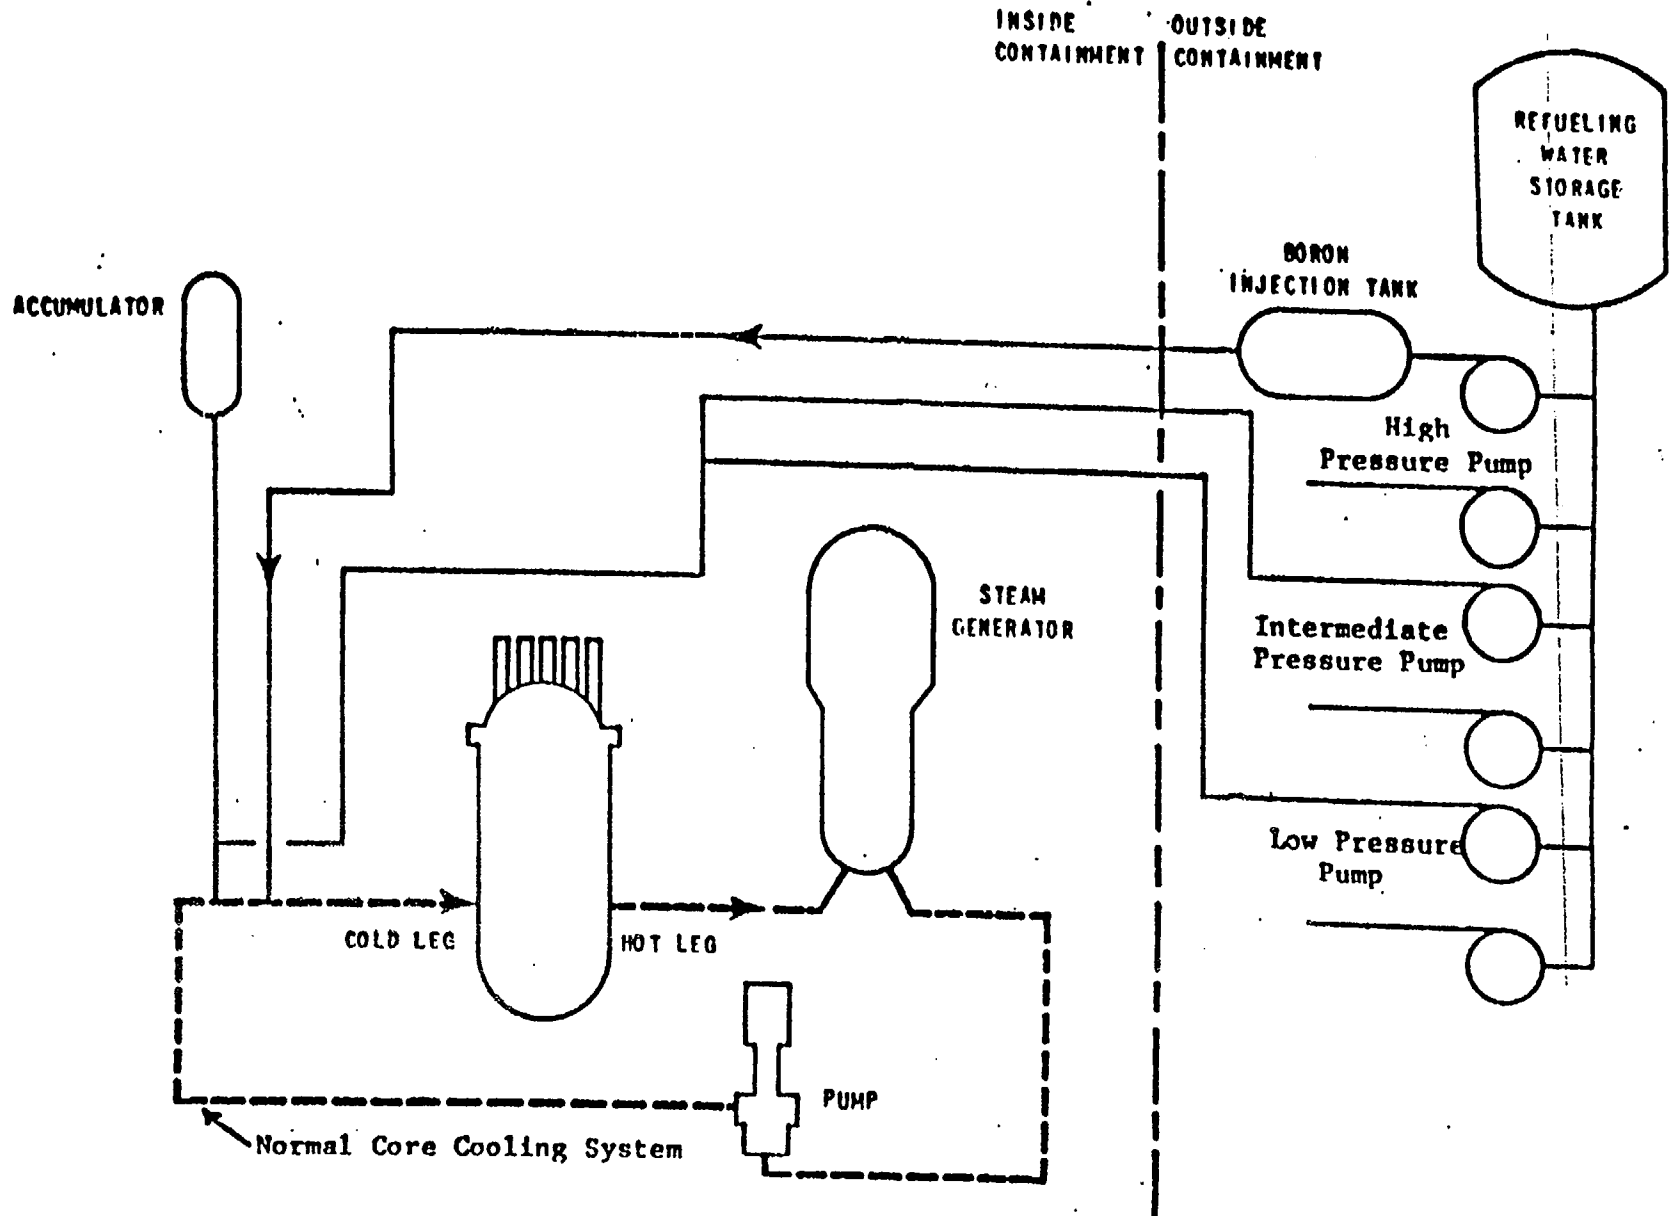 INSIDE
CONTAINMENT
OUTSIDE
CONTAINMENT
REFUELING
WATER
STORAGE
TANK
BORON
INJECTION TANK
ACCUMULATOR
High
Pressure Pump
STEAM
GENERATOR
Intermediate
Pressure Pump
Low Pressure
Pump
COLD LEG
HOT LEG
PUMP
Normal Core Cooling System